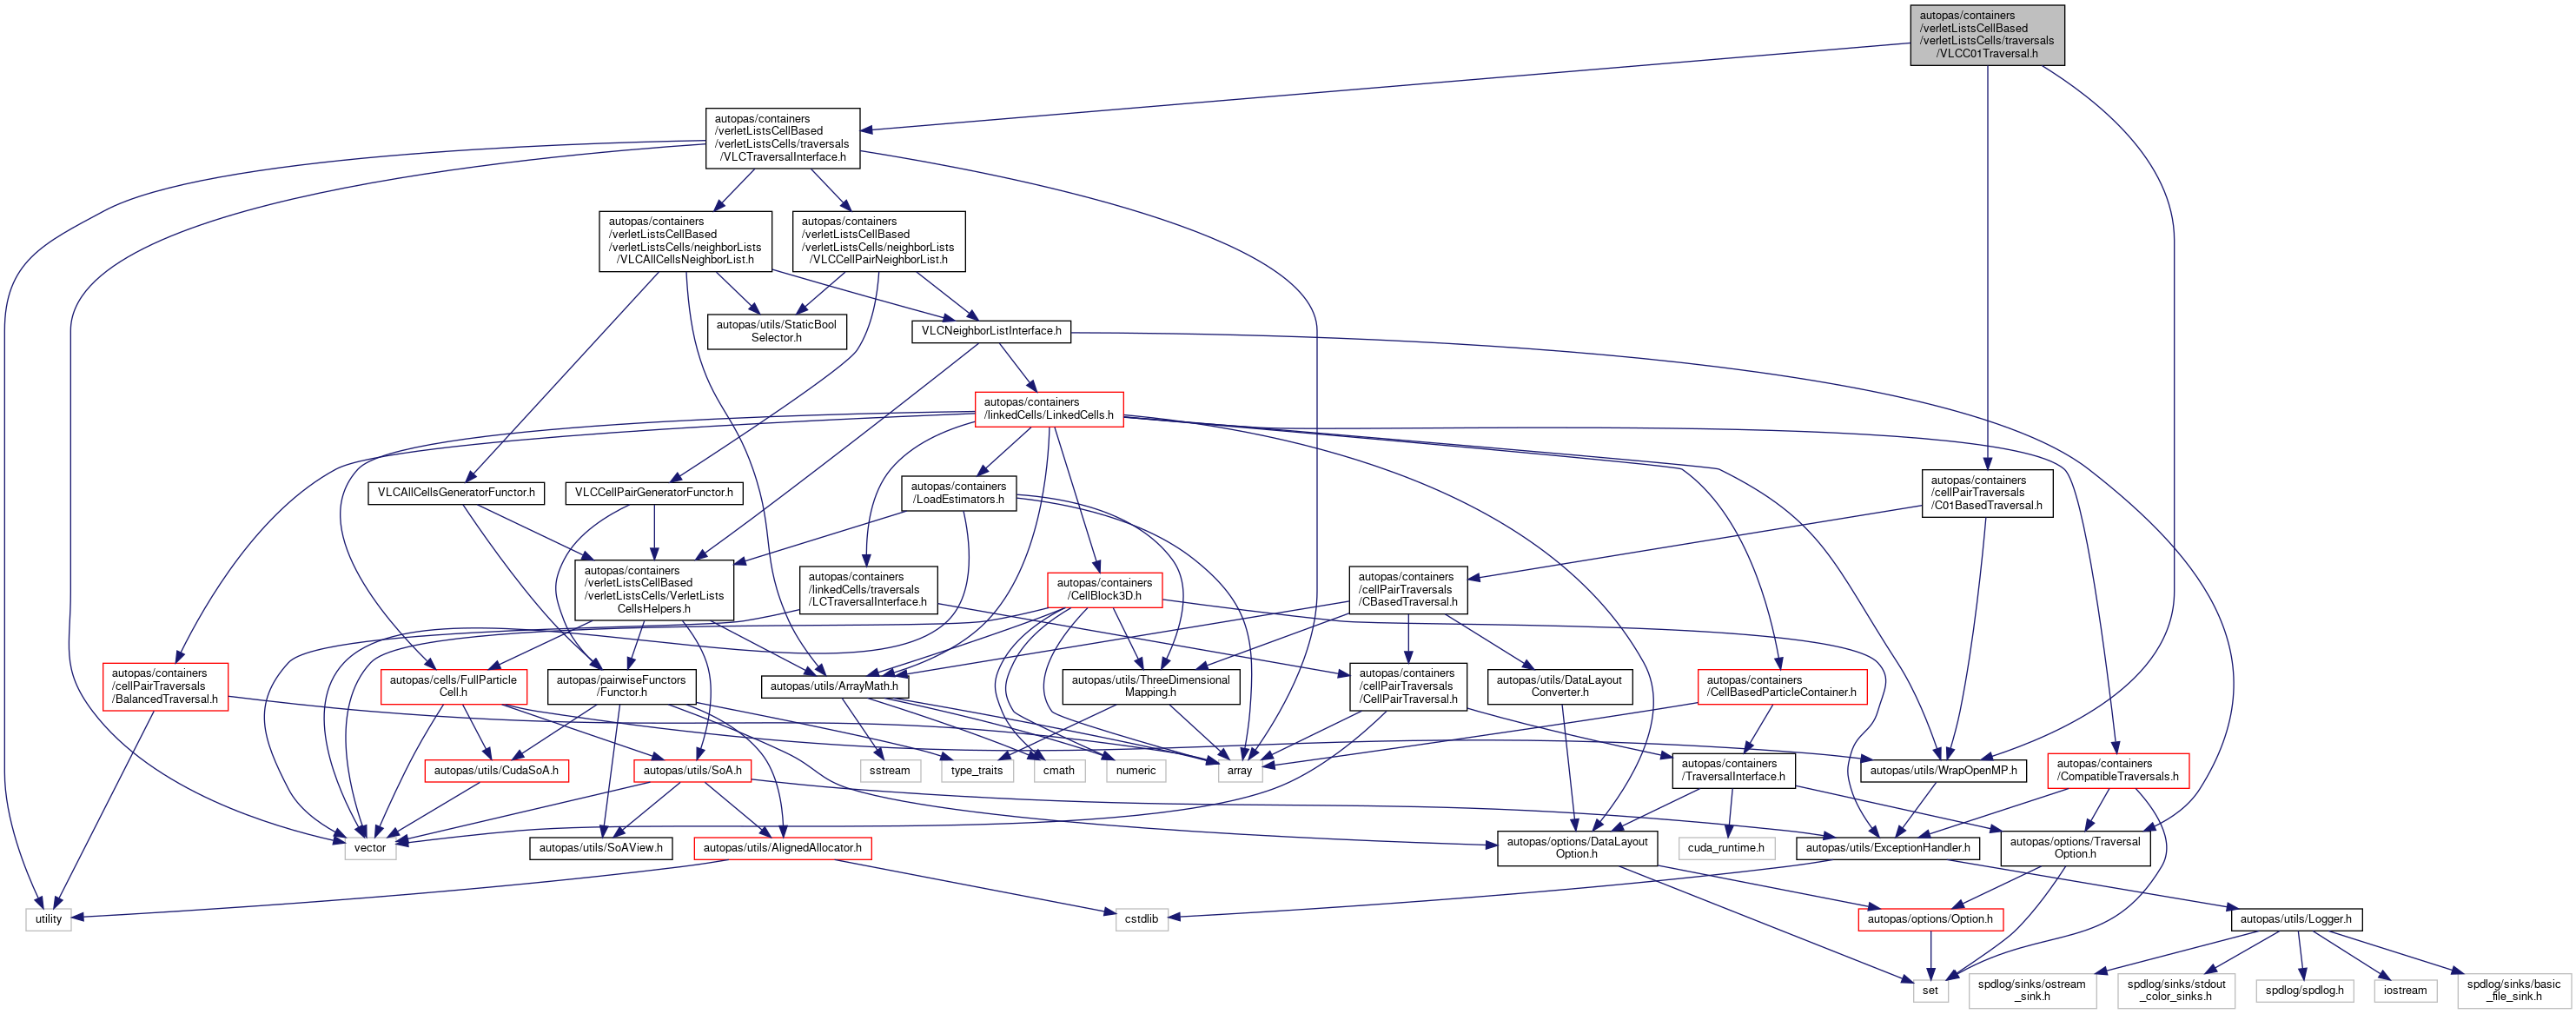 autopas/containers
/verletListsCellBased
/verletListsCells/traversals
/VLCC01Traversal.h
autopas/containers
/verletListsCellBased
/verletListsCells/traversals
/VLCTraversalInterface.h
autopas/containers
/verletListsCellBased
/verletListsCells/neighborLists
/VLCAllCellsNeighborList.h
autopas/containers
/verletListsCellBased
/verletListsCells/neighborLists
/VLCCellPairNeighborList.h
autopas/utils/StaticBool
Selector.h
VLCNeighborListInterface.h
autopas/containers
/linkedCells/LinkedCells.h
VLCAllCellsGeneratorFunctor.h
VLCCellPairGeneratorFunctor.h
autopas/containers
/LoadEstimators.h
autopas/containers
/cellPairTraversals
/C01BasedTraversal.h
autopas/containers
/verletListsCellBased
/verletListsCells/VerletLists
CellsHelpers.h
autopas/containers
/linkedCells/traversals
/LCTraversalInterface.h
autopas/containers
/CellBlock3D.h
autopas/containers
/cellPairTraversals
/CBasedTraversal.h
autopas/containers
/cellPairTraversals
/BalancedTraversal.h
autopas/cells/FullParticle
Cell.h
autopas/pairwiseFunctors
/Functor.h
autopas/utils/ArrayMath.h
autopas/utils/ThreeDimensional
Mapping.h
autopas/containers
/cellPairTraversals
/CellPairTraversal.h
autopas/utils/DataLayout
Converter.h
autopas/containers
/CellBasedParticleContainer.h
autopas/utils/CudaSoA.h
autopas/utils/SoA.h
sstream
type_traits
cmath
numeric
array
autopas/containers
/TraversalInterface.h
autopas/utils/WrapOpenMP.h
autopas/containers
/CompatibleTraversals.h
vector
autopas/utils/SoAView.h
autopas/utils/AlignedAllocator.h
autopas/options/DataLayout
Option.h
cuda_runtime.h
autopas/utils/ExceptionHandler.h
autopas/options/Traversal
Option.h
utility
cstdlib
autopas/options/Option.h
autopas/utils/Logger.h
set
spdlog/sinks/ostream
_sink.h
spdlog/sinks/stdout
_color_sinks.h
spdlog/spdlog.h
iostream
spdlog/sinks/basic
_file_sink.h